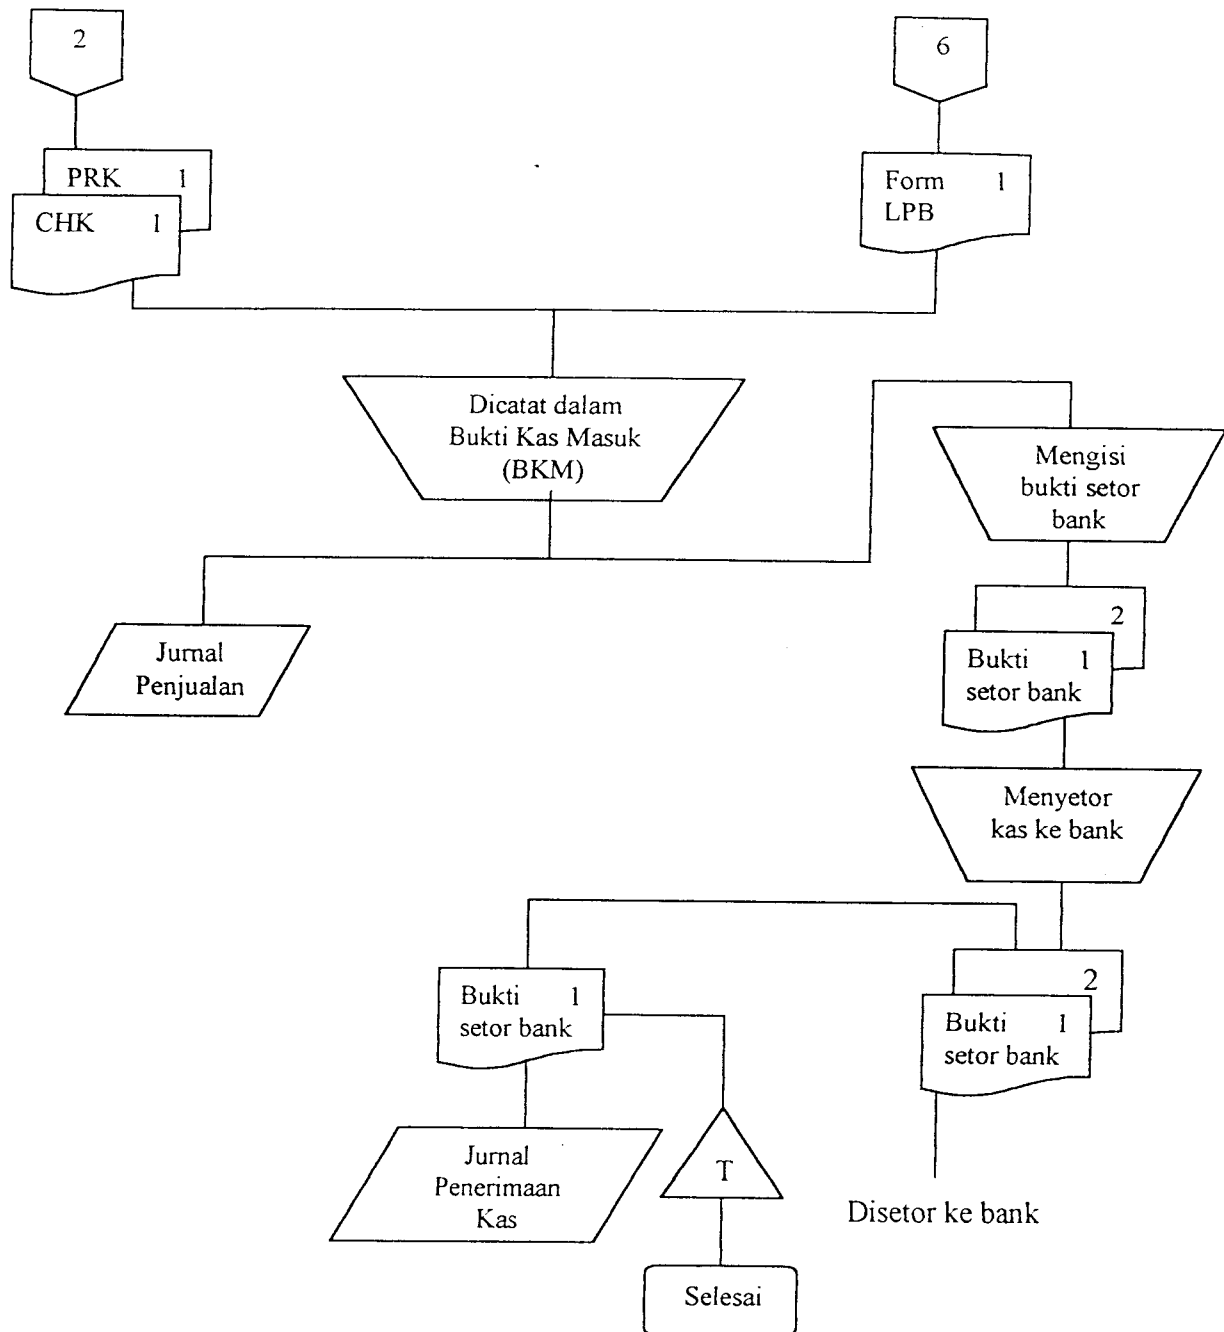 2
6
PRK 1
CHK 1
Form 1
LPB
Dicatat dalam
Bukti Kas Masuk
(BKM)
Mengisi
bukti setor
bank
Jurnal
Penjualan
2
Bukti 1
setor bank
Menyetor
kas ke bank
Bukti 1
setor bank
2
Bukti 1
setor bank
Jurnal
Penerimaan
Kas
T
Disetor ke bank
Selesai